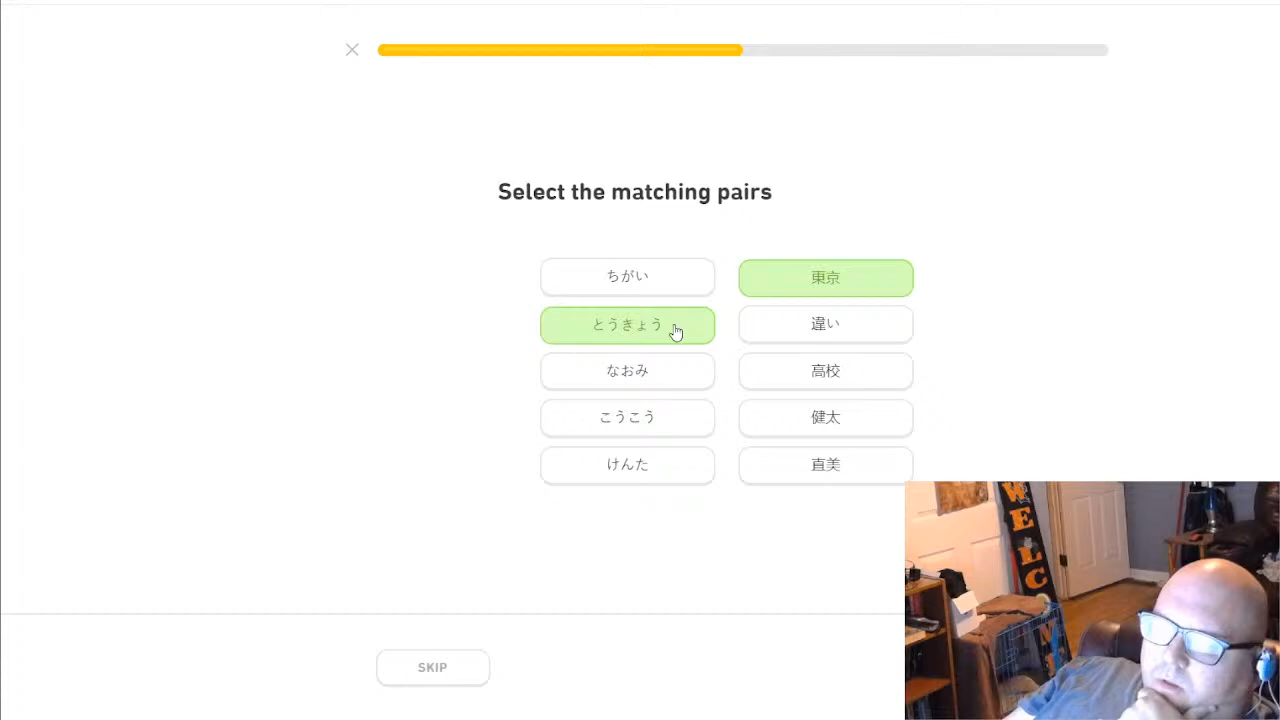 Select the matching pairs
ちがい
東京
とうきょう
違い
なおみ
高校
こうこう
健太
けんた
直美
SKIP
WELC